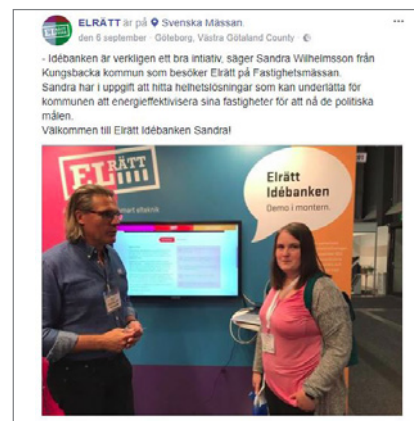 ELRÄTT är på Svenska Mässan.
den 6 september · Göteborg, Västra Götaland County ·
- Idébanken är verkligen ett bra intiativ, säger Sandra Wilhelmsson från
Kungsbacka kommun som besöker Elrätt på Fastighetsmässan.
Sandra har i uppgift att hitta helhetslösningar som kan underlätta för
kommunen att energieffektivisera sina fastigheter för att nå de politiska
målen.
Välkommen till Elrätt Idébanken Sandra!
ELRÄTT
smart elteknik
Elrätt
Idébanken
Demo i montern.